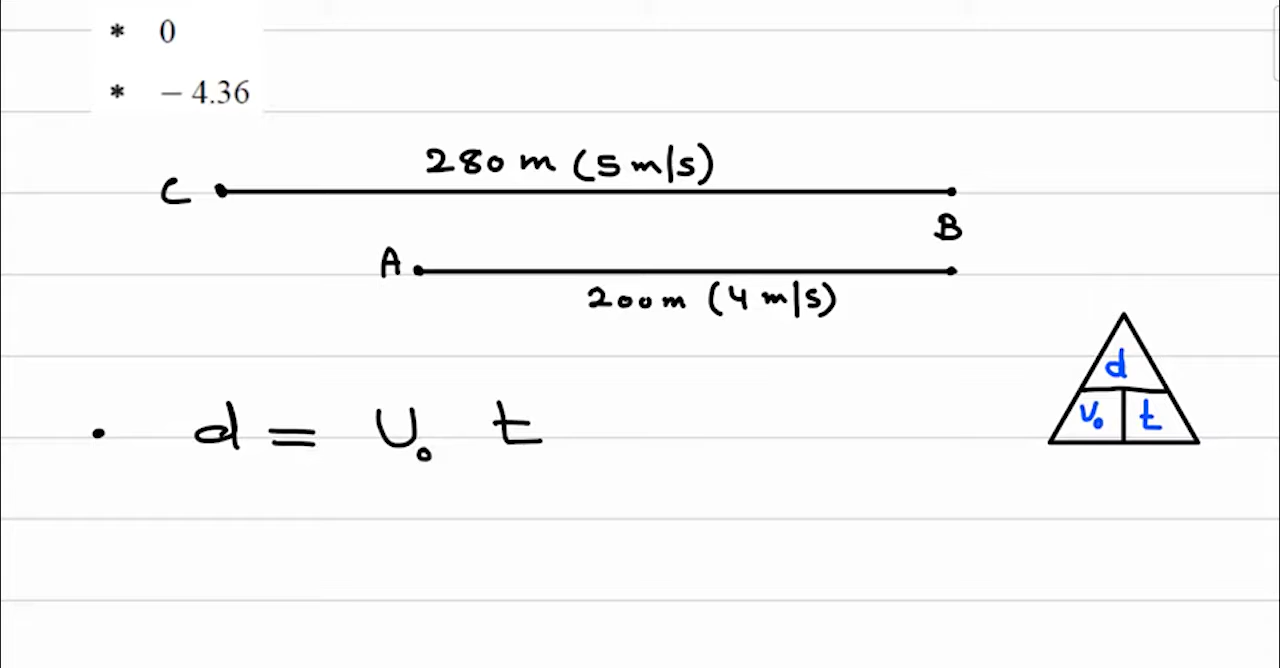 * 0
* – 4.36
280 m (5 m/s)
C
B
A
200m (4 m/s)
d
v₀ t
· d = v₀ t